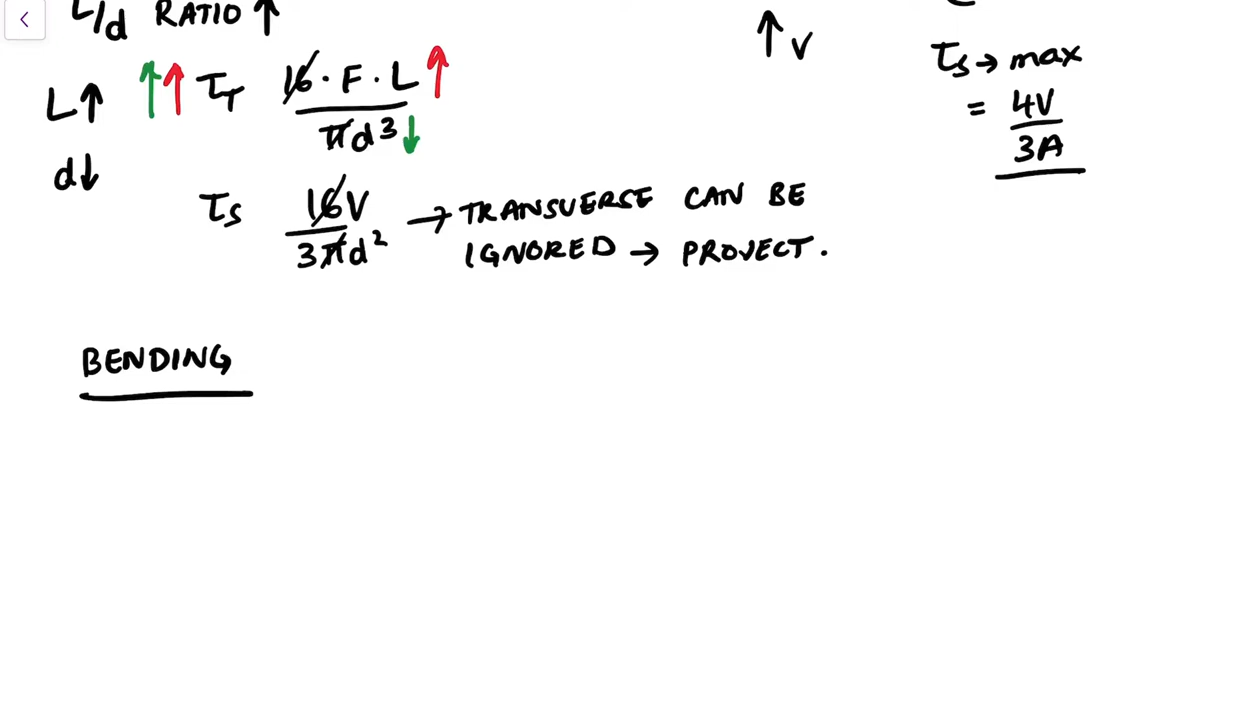 L/d RATIO ↑
L↑ ↑↑ τT 16 · F · L ↑
πd³ ↓
d↓
τS 16V → TRANSVERSE CAN BE
3πd² IGNORED → PROJECT.
↑ V
τS → max
= 4V
3A
BENDING